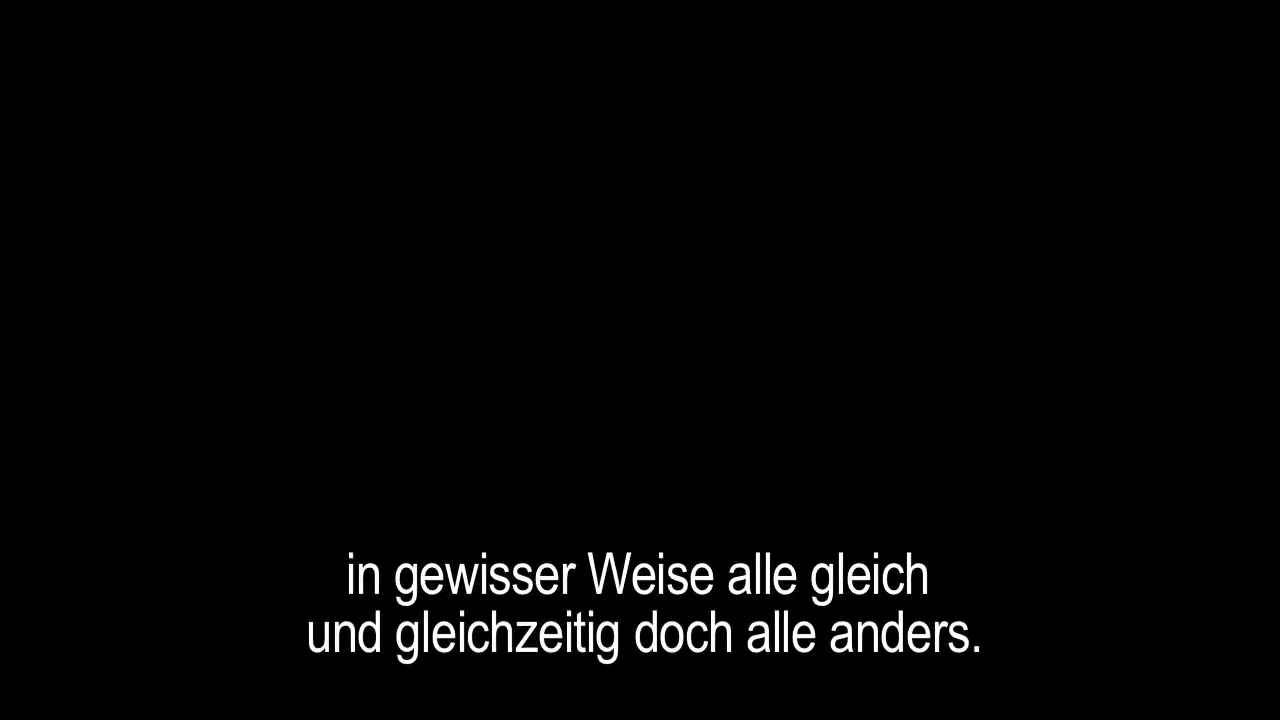 in gewisser Weise alle gleich
und gleichzeitig doch alle anders.